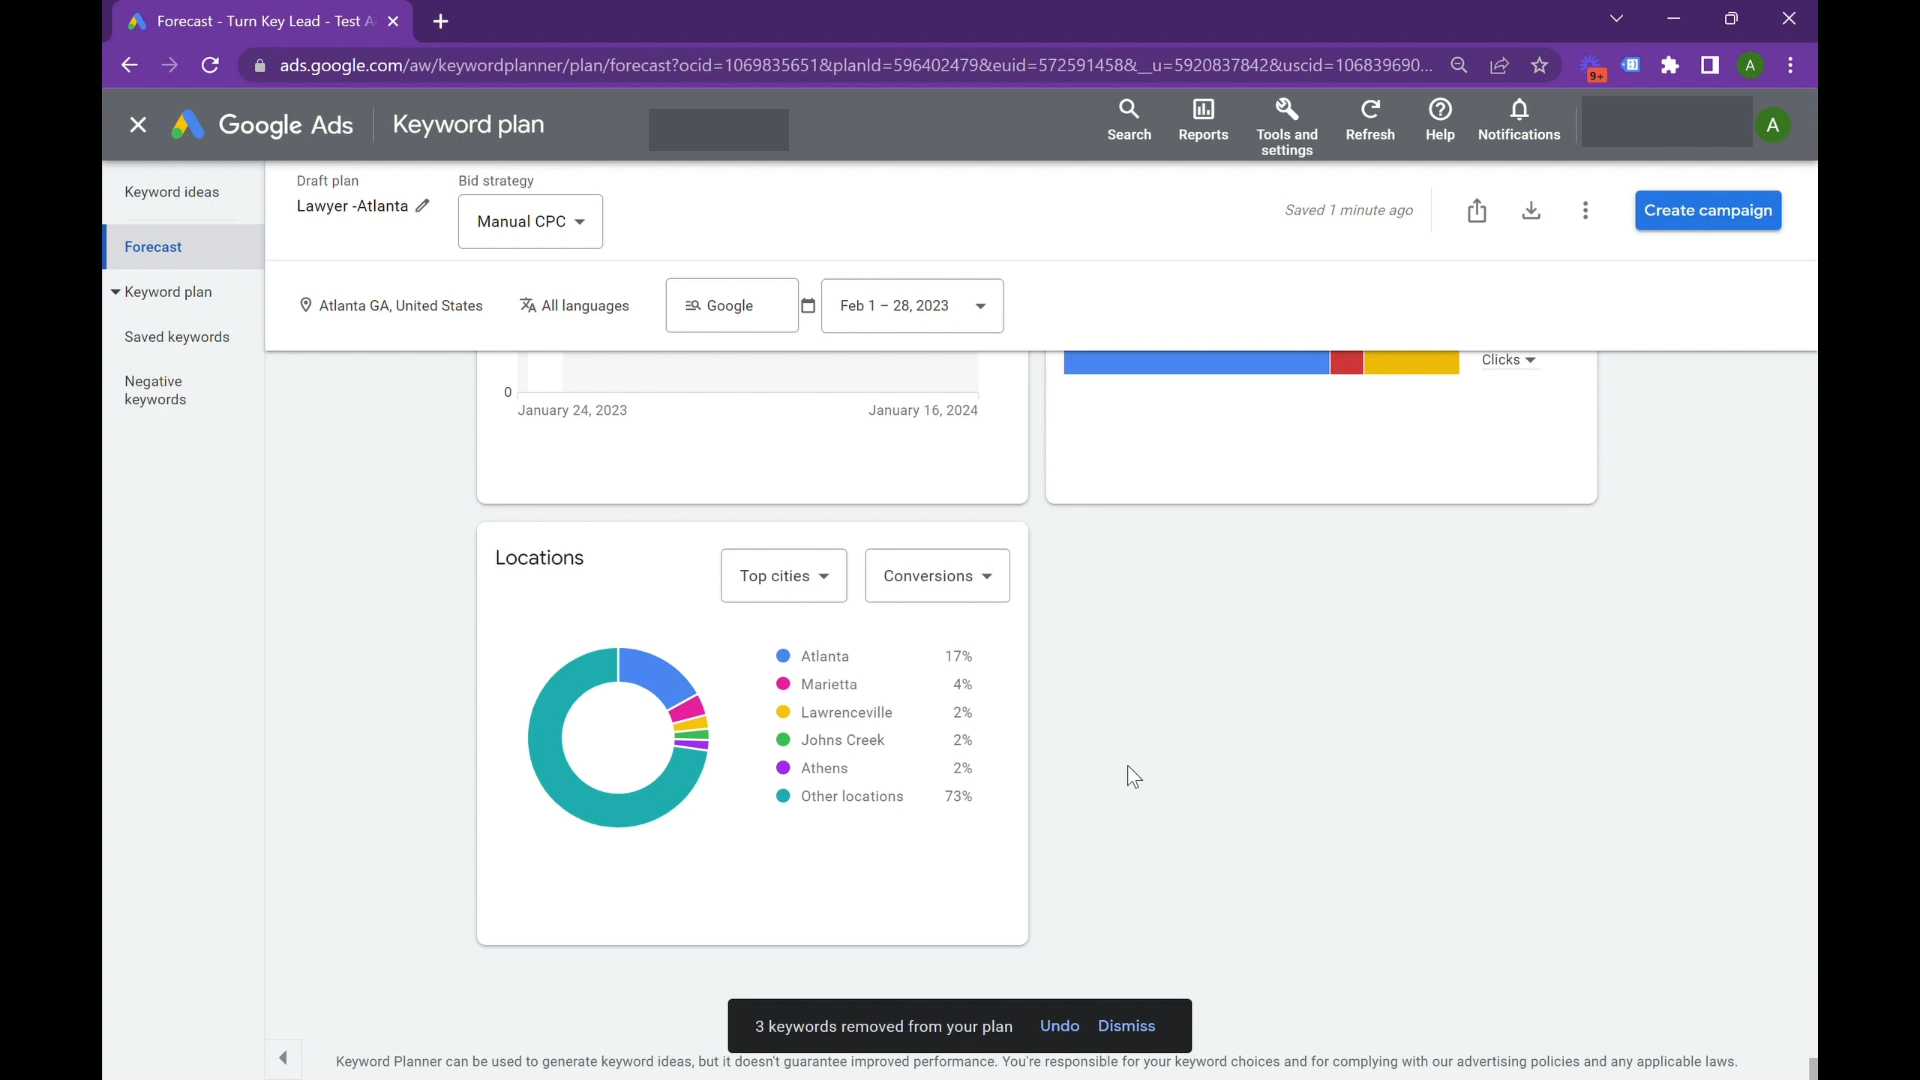 Forecast - Turn Key Lead - Test A
ads.google.com/aw/keywordplanner/plan/forecast?ocid=1069835651&planId=596402479&euid=572591458&__u=5920837842&uscid=106839690...
9+
A
Google Ads
Keyword plan
Search
Reports
Tools and
settings
Refresh
Help
Notifications
A
Keyword ideas
Forecast
Keyword plan
Saved keywords
Negative
keywords
Draft plan
Lawyer -Atlanta
Bid strategy
Manual CPC
Saved 1 minute ago
Create campaign
Atlanta GA, United States
All languages
Google
Feb 1 – 28, 2023
0
January 24, 2023
January 16, 2024
Clicks
Locations
Top cities
Conversions
Atlanta 17%
Marietta 4%
Lawrenceville 2%
Johns Creek 2%
Athens 2%
Other locations 73%
3 keywords removed from your plan Undo Dismiss
Keyword Planner can be used to generate keyword ideas, but it doesn't guarantee improved performance. You're responsible for your keyword choices and for complying with our advertising policies and any applicable laws.